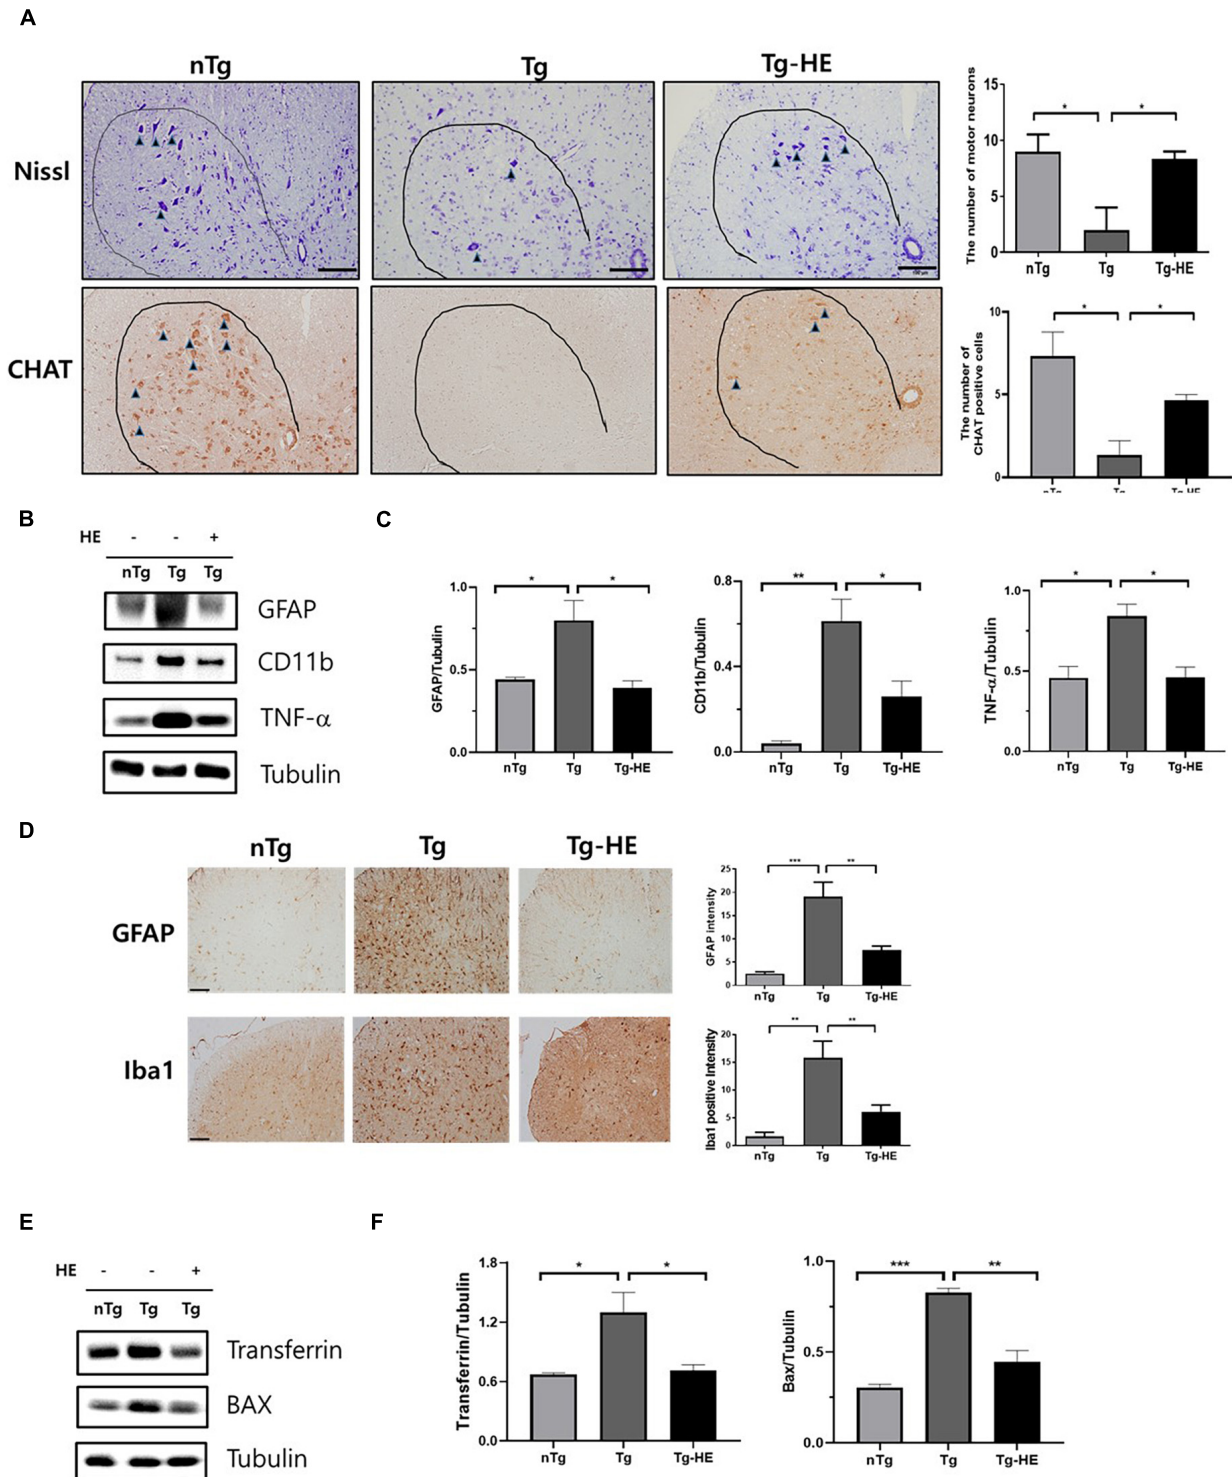 A
nTg Tg Tg-HE
Nissl
CHAT
The number of motor neurons
15
10
5
0
* *
nTg Tg Tg-HE
The number of
CHAT positive cells
10
5
0
* *
nTg Tg Tg-HE
B
HE - - +
nTg Tg Tg
GFAP
CD11b
TNF-α
Tubulin
C
GFAP/Tubulin
1.0
0.5
0.0
* *
nTg Tg Tg-HE
CD11b/Tubulin
0.8
0.4
0.0
** *
nTg Tg Tg-HE
TNF-α/Tubulin
1.0
0.5
0.0
* *
nTg Tg Tg-HE
D
nTg Tg Tg-HE
GFAP
Iba1
GFAP intensity
25
20
15
10
5
0
*** **
nTg Tg Tg-HE
Iba1 positive Intensity
20
15
10
5
0
** **
nTg Tg Tg-HE
E
HE - - +
nTg Tg Tg
Transferrin
BAX
Tubulin
F
Transferrin/Tubulin
1.8
1.2
0.6
0.0
* *
nTg Tg Tg-HE
Bax/Tubulin
1.0
0.5
0.0
*** **
nTg Tg Tg-HE